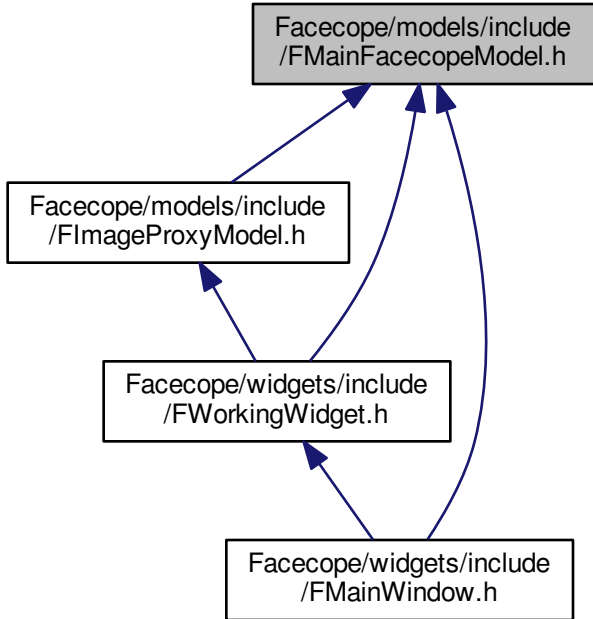 Facecope/models/include
/FMainFacecopeModel.h
Facecope/models/include
/FImageProxyModel.h
Facecope/widgets/include
/FWorkingWidget.h
Facecope/widgets/include
/FMainWindow.h